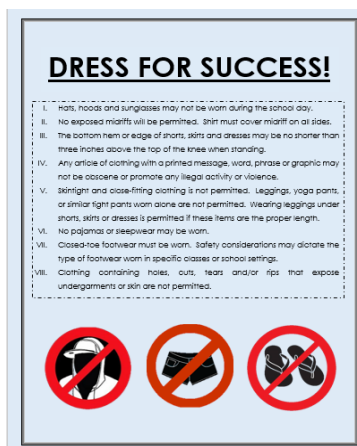 DRESS FOR SUCCESS!
I. Hats, hoods and sunglasses may not be worn during the school day.
II. No exposed midriffs will be permitted. Shirt must cover midriff on all sides.
III. The bottom hem or edge of shorts, skirts and dresses may be no shorter than
three inches above the top of the knee when standing.
IV. Any article of clothing with a printed message, word, phrase or graphic may
not be obscene or promote any illegal activity or violence.
V. Skintight and close-fitting clothing is not permitted. Leggings, yoga pants,
or similar tight pants worn alone are not permitted. Wearing leggings under
shorts, skirts or dresses is permitted if these items are the proper length.
VI. No pajamas or sleepwear may be worn.
VII. Closed-toe footwear must be worn. Safety considerations may dictate the
type of footwear worn in specific classes or school settings.
VIII. Clothing containing holes, cuts, tears and/or rips that expose
undergarments or skin are not permitted.